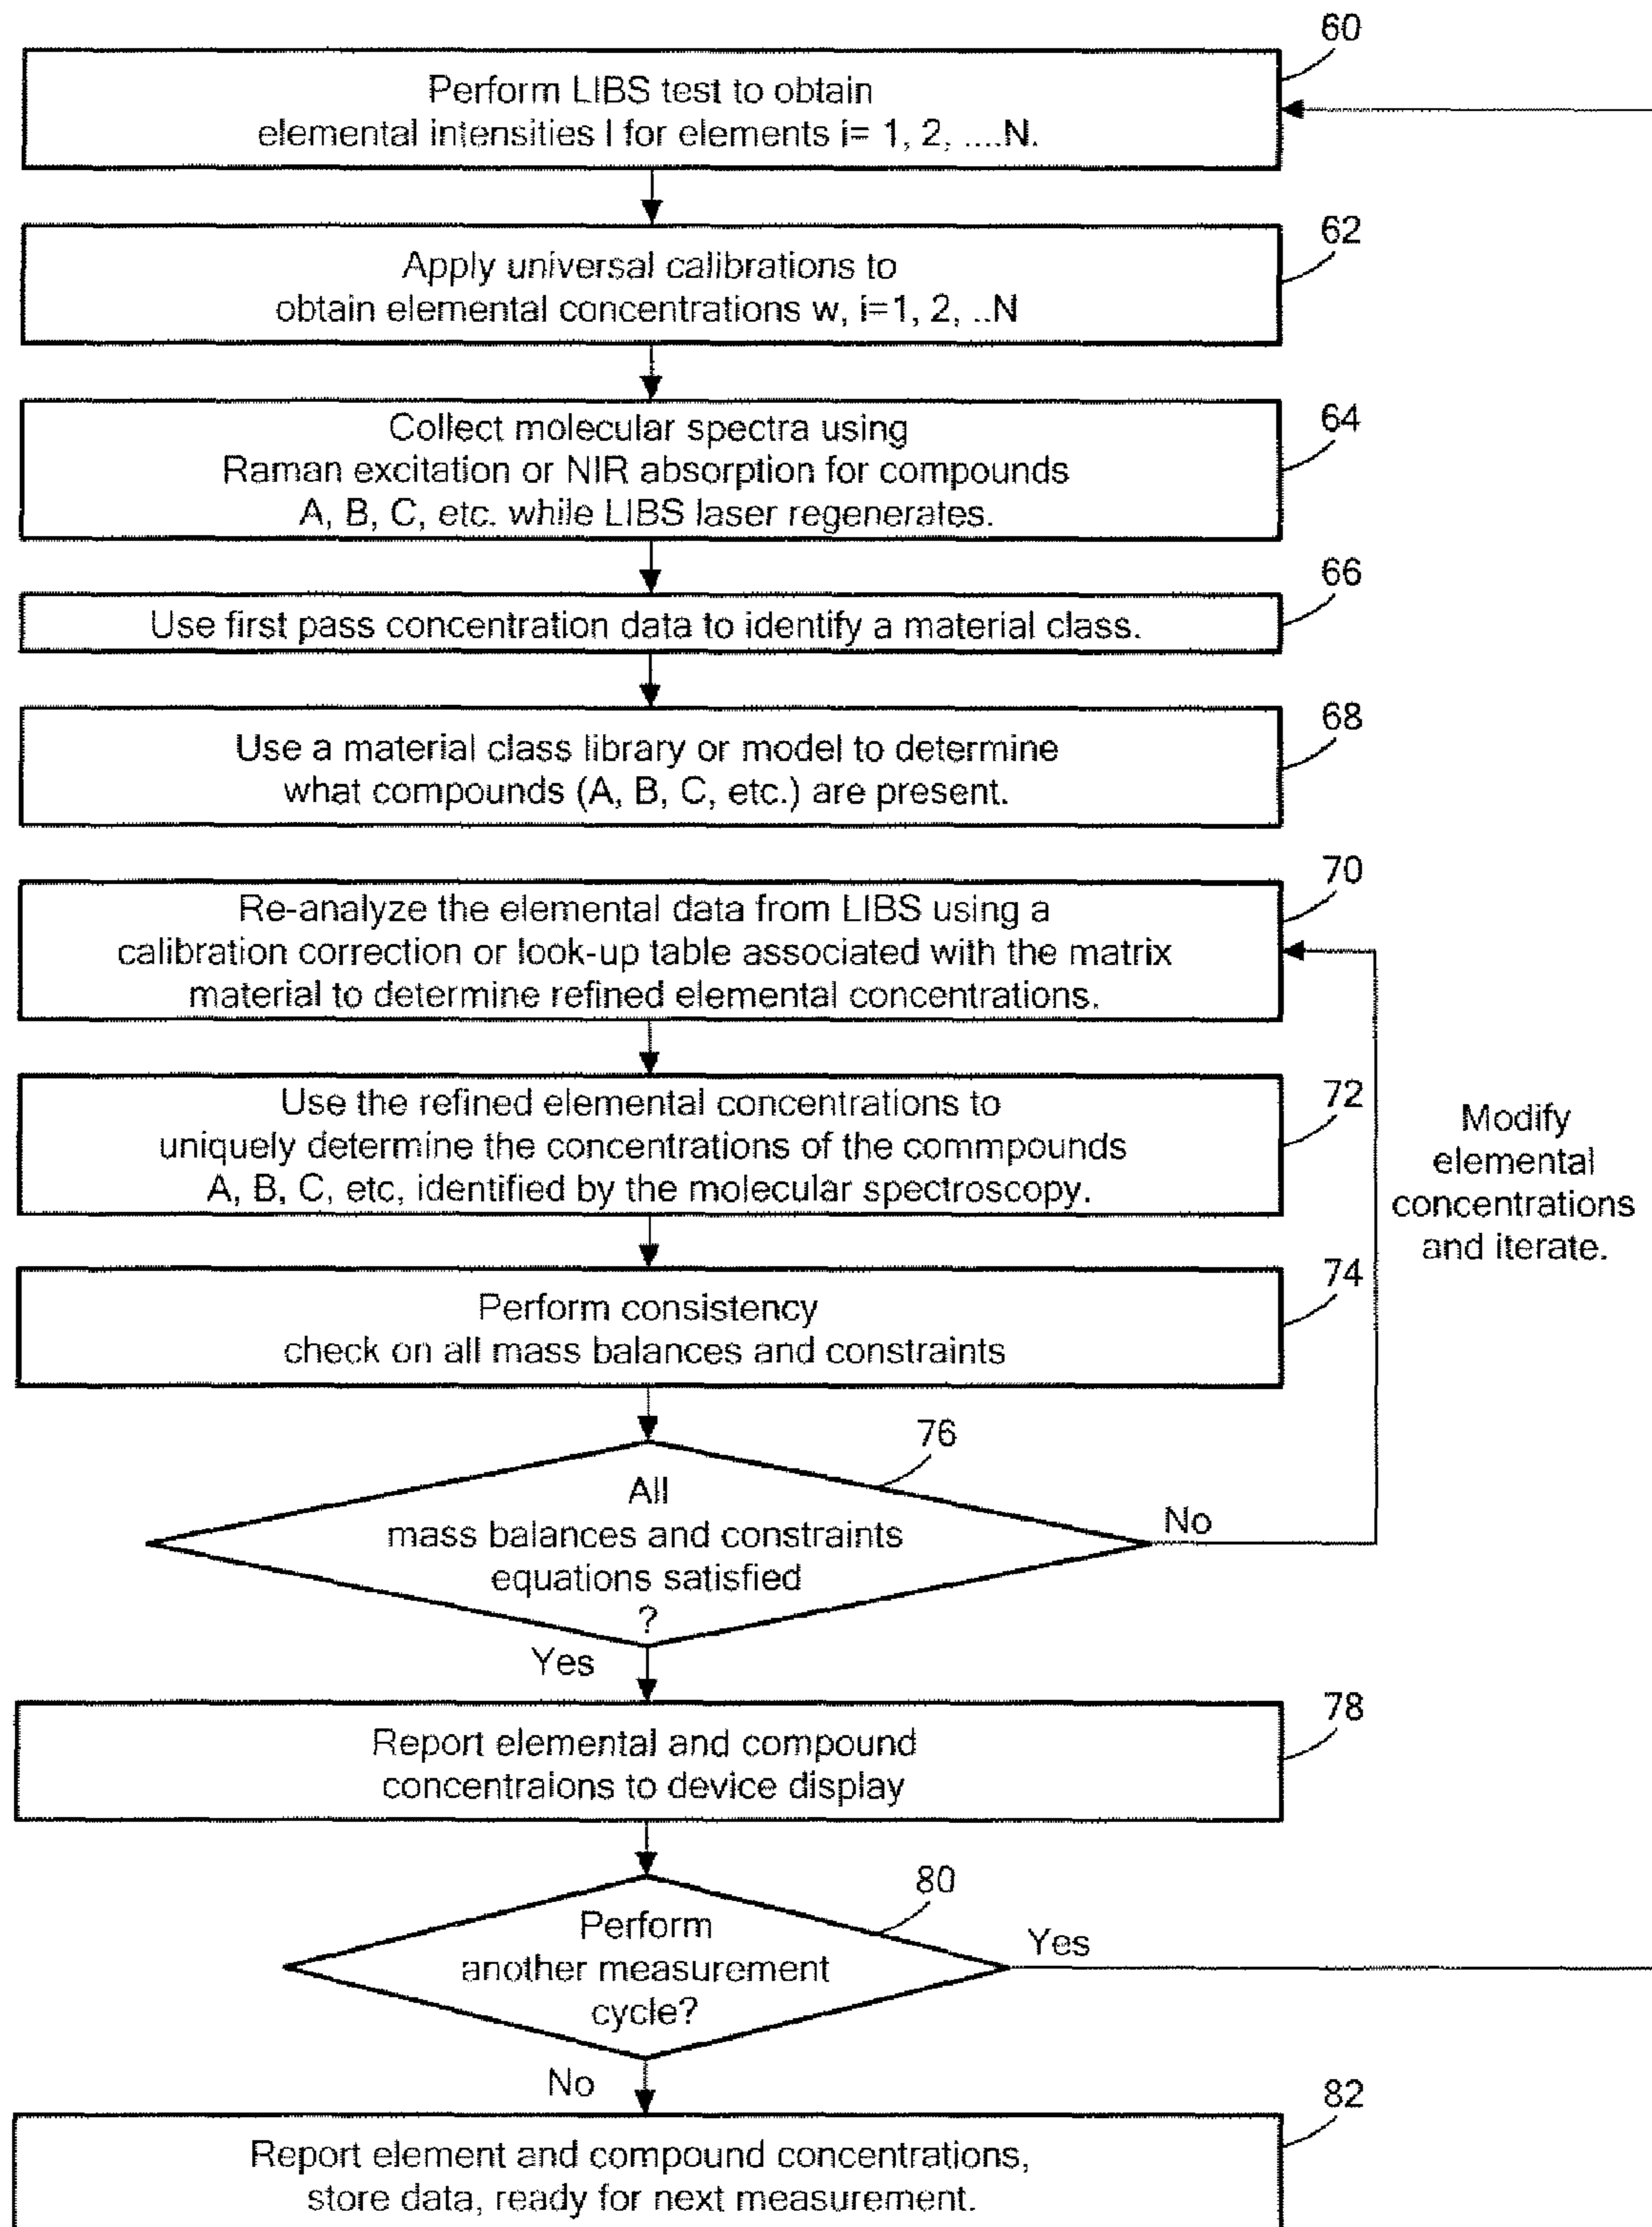 60
Perform LIBS test to obtain
elemental intensities I for elements i= 1, 2, ....N.
62
Apply universal calibrations to
obtain elemental concentrations w, i=1, 2, ..N
64
Collect molecular spectra using
Raman excitation or NIR absorption for compounds
A, B, C, etc. while LIBS laser regenerates.
66
Use first pass concentration data to identify a material class.
68
Use a material class library or model to determine
what compounds (A, B, C, etc.) are present.
70
Re-analyze the elemental data from LIBS using a
calibration correction or look-up table associated with the matrix
material to determine refined elemental concentrations.
72
Use the refined elemental concentrations to
uniquely determine the concentrations of the commpounds
A, B, C, etc, identified by the molecular spectroscopy.
Modify
elemental
concentrations
and iterate.
74
Perform consistency
check on all mass balances and constraints
76
All
mass balances and constraints
equations satisfied
?
No
Yes
78
Report elemental and compound
concentraions to device display
80
Perform
another measurement
cycle?
Yes
No
82
Report element and compound concentrations,
store data, ready for next measurement.